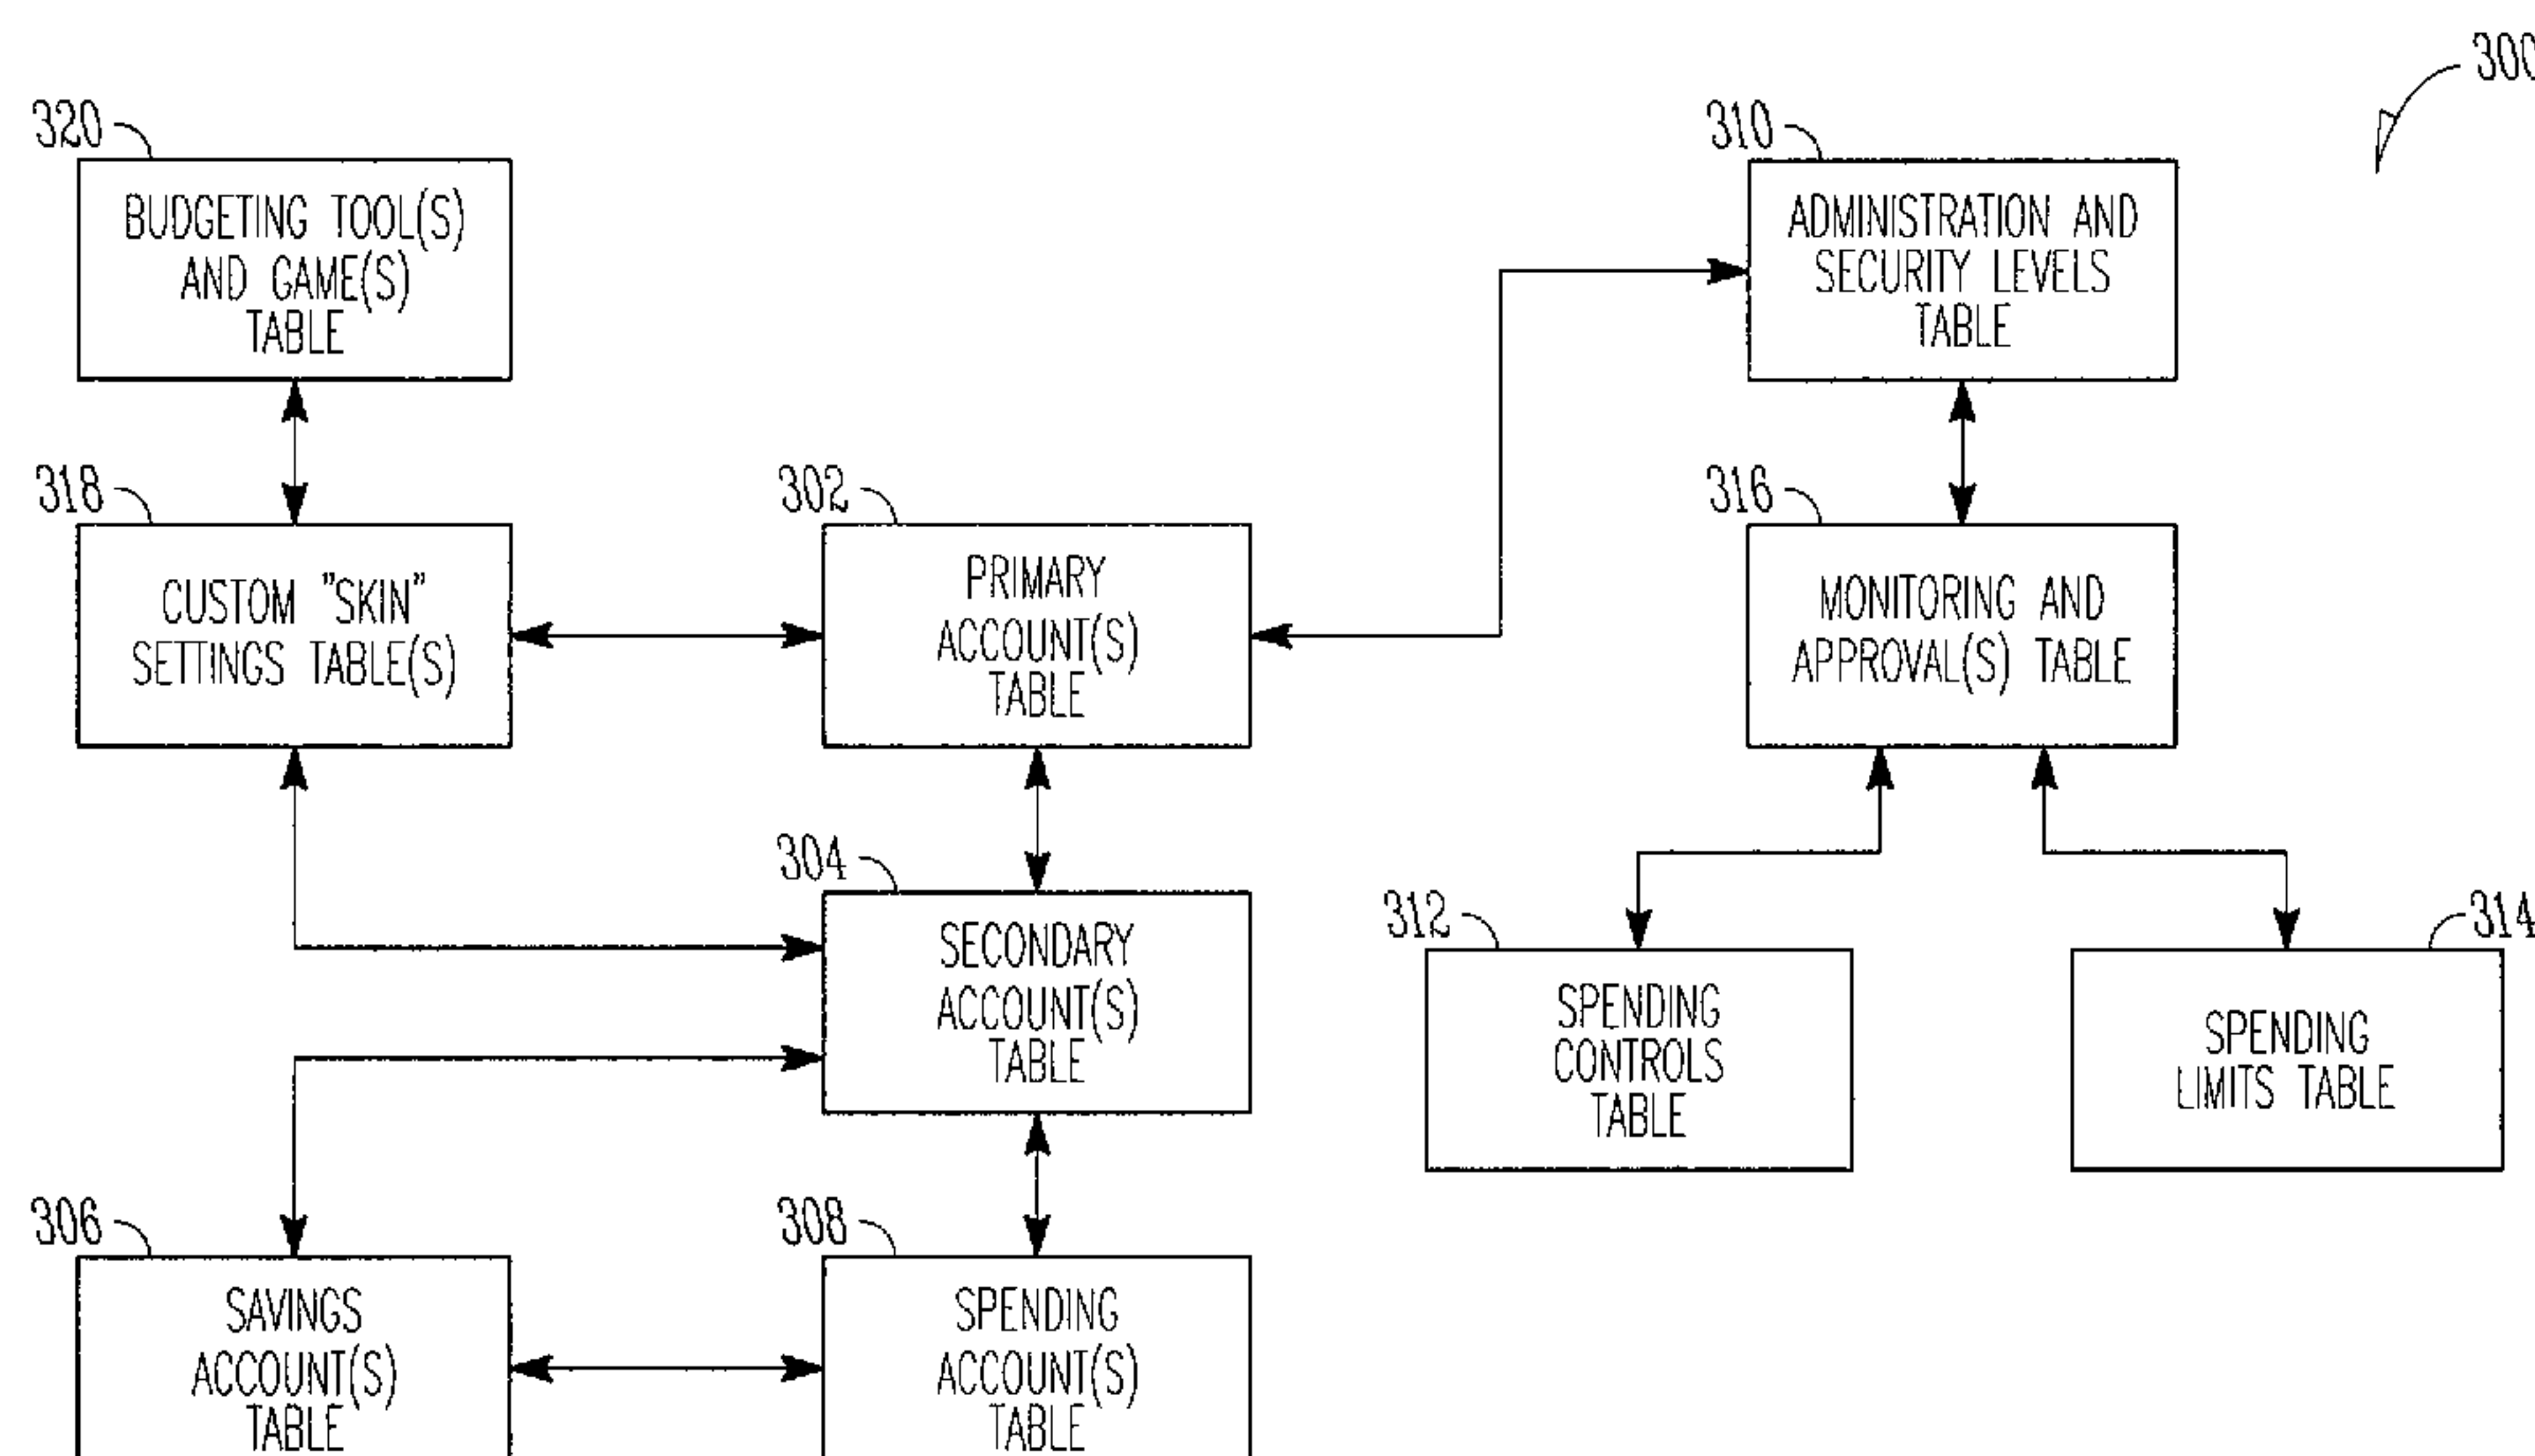 300
320
BUDGETING TOOL(S)
AND GAME(S)
TABLE
310
ADMINISTRATION AND
SECURITY LEVELS
TABLE
318
CUSTOM "SKIN"
SETTINGS TABLE(S)
302
PRIMARY
ACCOUNT(S)
TABLE
316
MONITORING AND
APPROVAL(S) TABLE
304
SECONDARY
ACCOUNT(S)
TABLE
312
SPENDING
CONTROLS
TABLE
314
SPENDING
LIMITS TABLE
306
SAVINGS
ACCOUNT(S)
TABLE
308
SPENDING
ACCOUNT(S)
TABLE